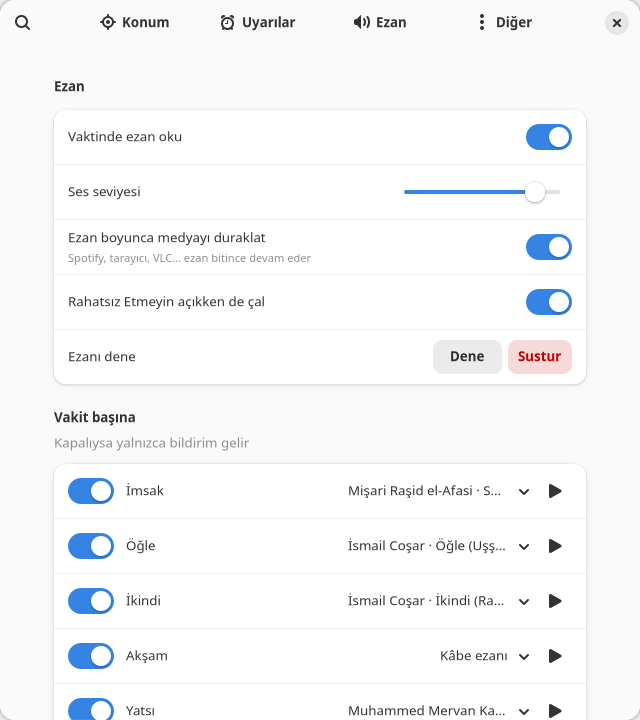 Konum
Uyarılar
Ezan
Diğer
Ezan
Vaktinde ezan oku
Ses seviyesi
Ezan boyunca medyayı duraklat
Spotify, tarayıcı, VLC... ezan bitince devam eder
Rahatsız Etmeyin açıkken de çal
Ezanı dene
Dene
Sustur
Vakit başına
Kapalıysa yalnızca bildirim gelir
İmsak
Mişari Raşid el-Afasi · S...
Öğle
İsmail Coşar · Öğle (Uşş...
İkindi
İsmail Coşar · İkindi (Ra...
Akşam
Kâbe ezanı
Yatsı
Muhammed Mervan Ka...